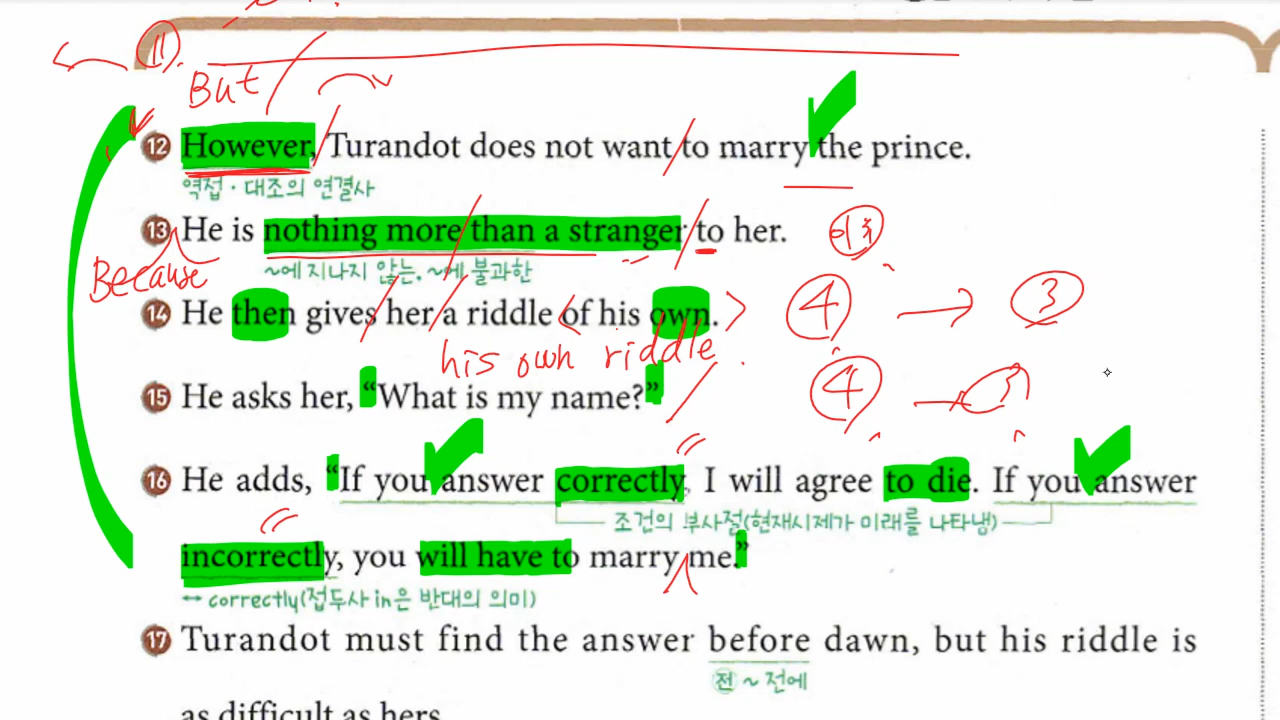 ⑪.
But
⑫ However, Turandot does not want to marry the prince.
역접·대조의 연결사
⑬ He is nothing more than a stranger to her.
Because
~에 지나지 않는, ~에 불과한
⑭ He then gives her a riddle of his own. ④ → ③
his own riddle.
⑮ He asks her, “What is my name?” ④ → ③
⑯ He adds, “If you answer correctly, I will agree to die. If you answer
조건의 부사절(현재시제가 미래를 나타냄)
incorrectly, you will have to marry me.”
↔ correctly(접두사 in은 반대의 의미)
⑰ Turandot must find the answer before dawn, but his riddle is
전 ~ 전에
as difficult as hers.